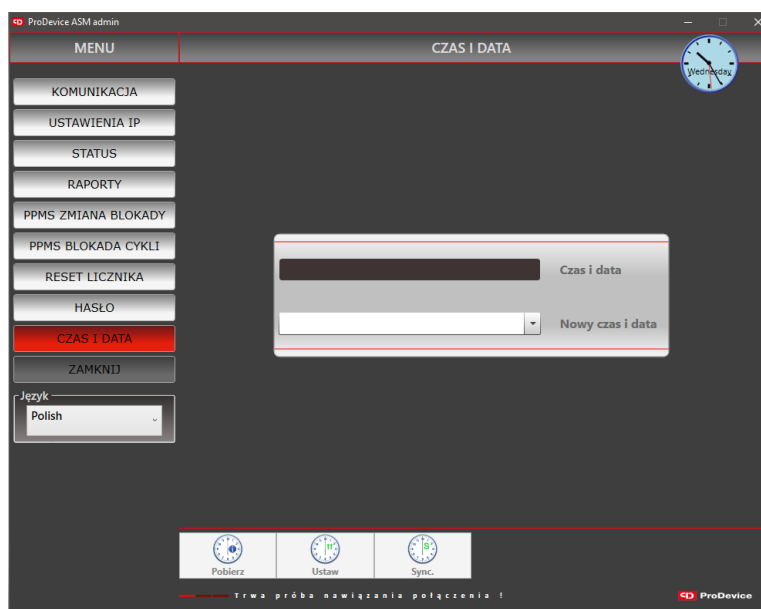 ProDevice ASM admin
MENU
CZAS I DATA
Wednesday
KOMUNIKACJA
USTAWIENIA IP
STATUS
RAPORTY
PPMS ZMIANA BLOKADY
PPMS BLOKADA CYKLI
RESET LICZNIKA
HASŁO
CZAS I DATA
ZAMKNIJ
Język
Polish
Czas i data
Nowy czas i data
Pobierz
Ustaw
Sync.
Trwa próba nawiązania połączenia !
ProDevice